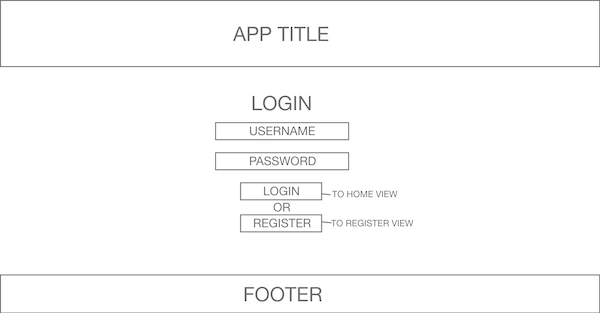 APP TITLE
LOGIN
USERNAME
PASSWORD
LOGIN
TO HOME VIEW
OR
REGISTER
TO REGISTER VIEW
FOOTER